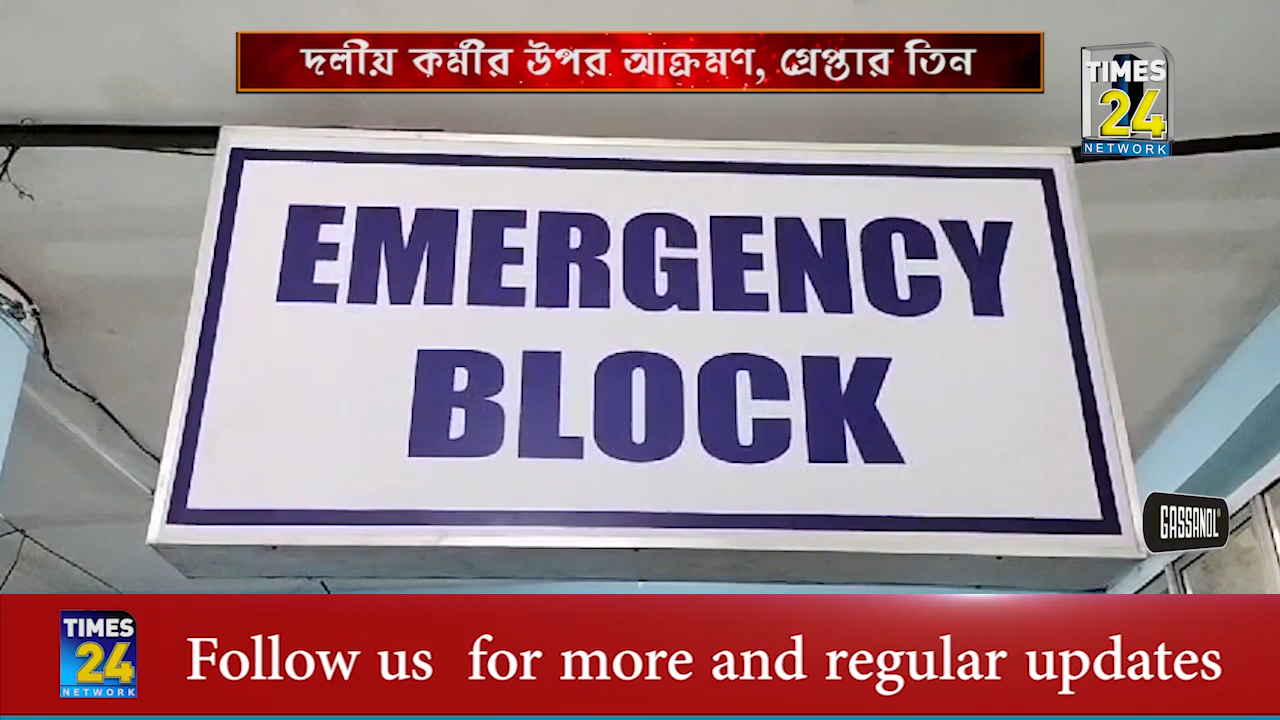 দলীয় কর্মীর উপর আক্রমণ, গ্রেপ্তার তিন
TIMES
24
NETWORK
EMERGENCY
BLOCK
GASSANOL®
TIMES
24
NETWORK
Follow us for more and regular updates